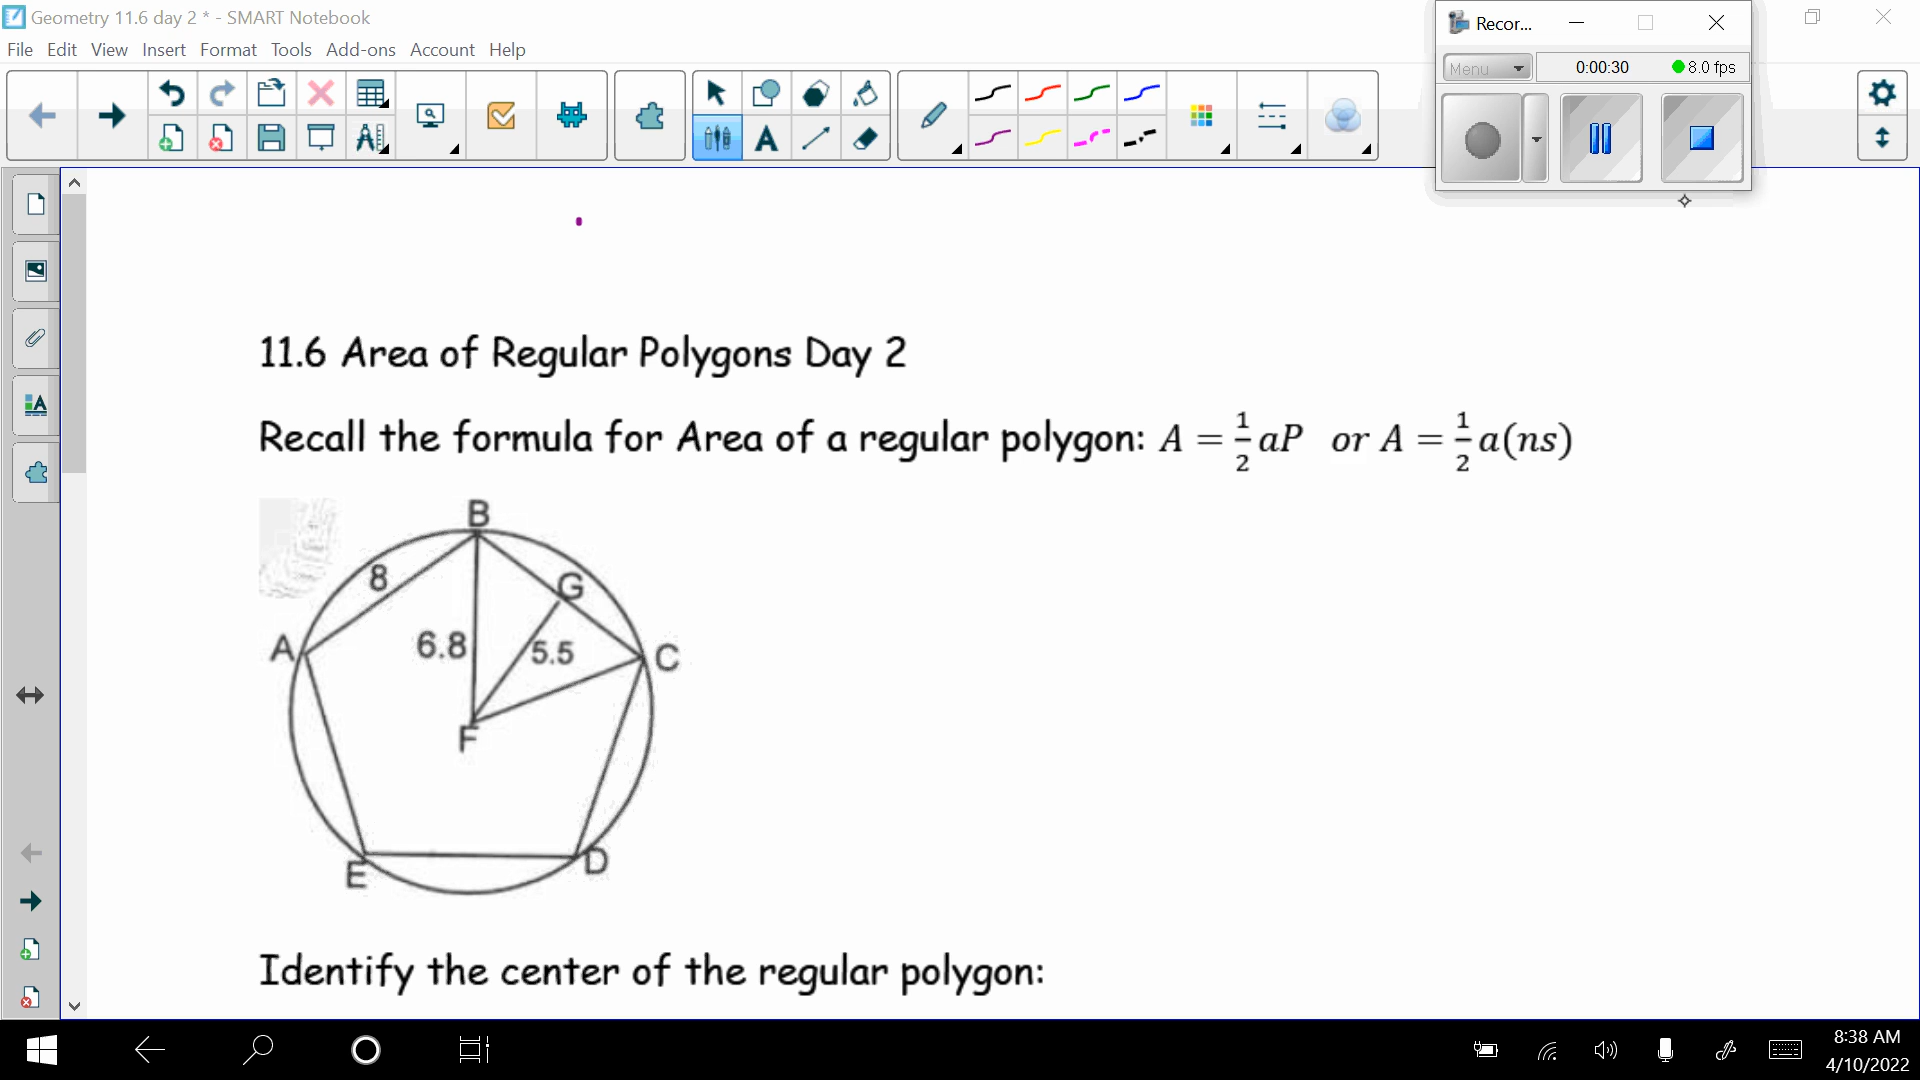 Geometry 11.6 day 2 * - SMART Notebook
File Edit View Insert Format Tools Add-ons Account Help
Recor...
Menu 0:00:30 8.0 fps
11.6 Area of Regular Polygons Day 2
Recall the formula for Area of a regular polygon: A = 1/2 aP or A = 1/2 a(ns)
B
8
G
A
6.8
5.5
C
F
E
D
Identify the center of the regular polygon:
8:38 AM
4/10/2022